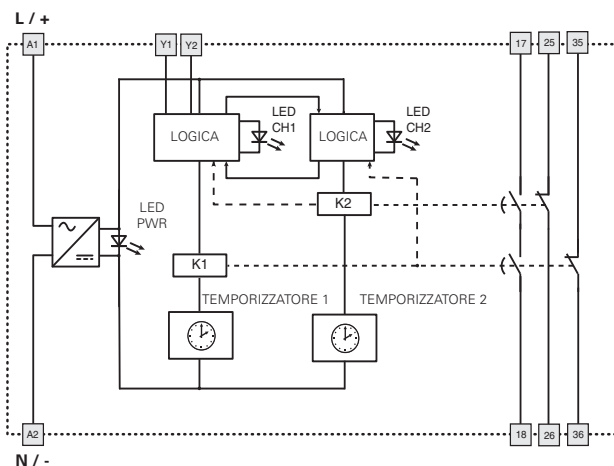 L / +
A1
Y1
Y2
17
25
35
LOGICA
LED
CH1
LOGICA
LED
CH2
K2
LED
PWR
K1
TEMPORIZZATORE 1
TEMPORIZZATORE 2
A2
18
26
36
N / -